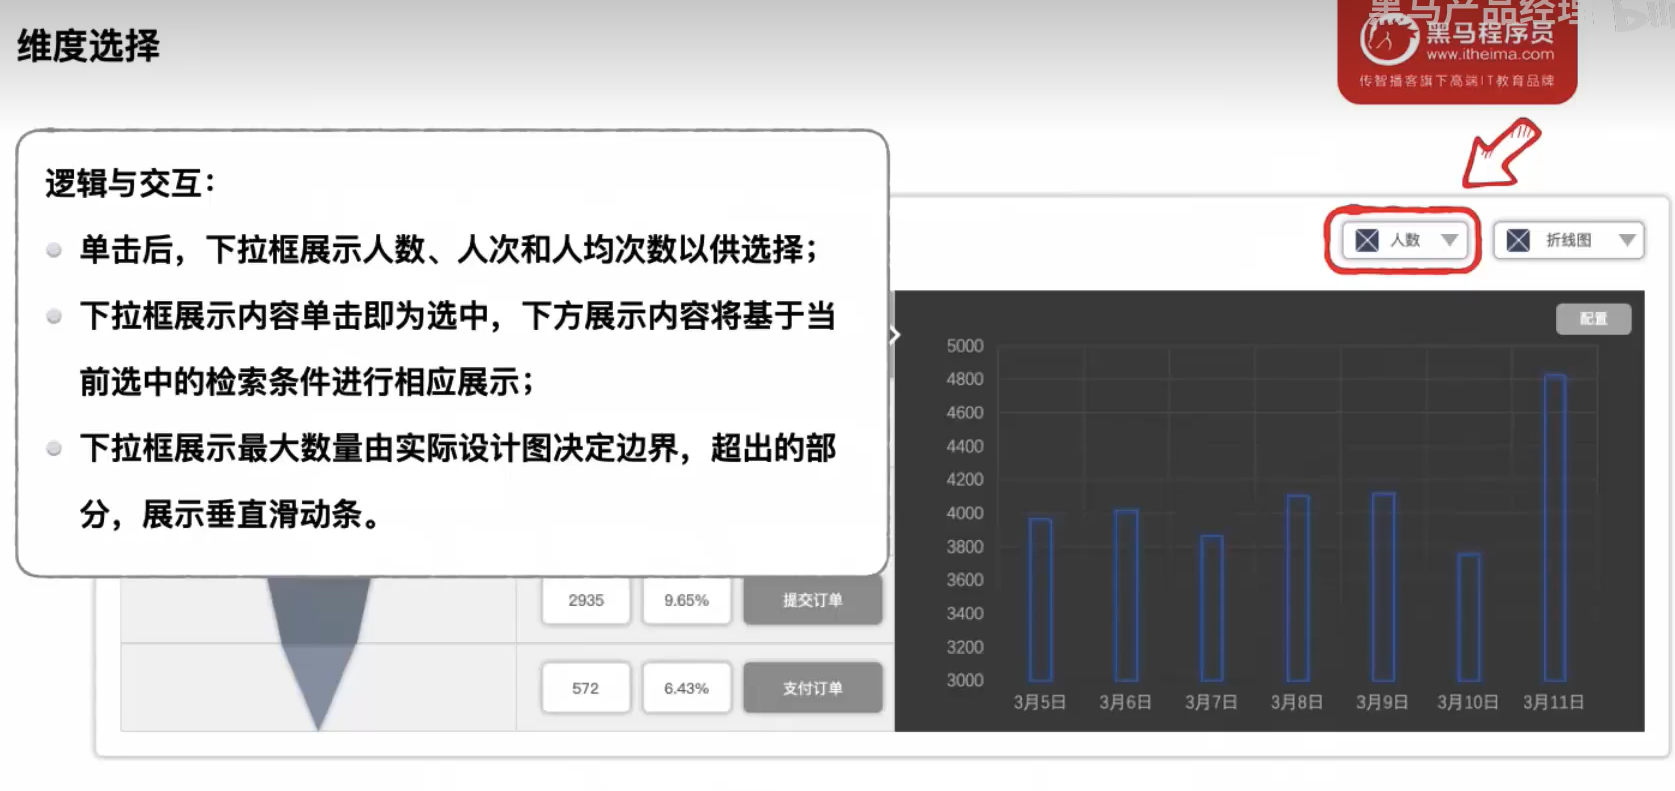 维度选择
黑马产品经理
黑马程序员
www.itheima.com
传智播客旗下高端IT教育品牌
逻辑与交互：
单击后，下拉框展示人数、人次和人均次数以供选择；
下拉框展示内容单击即为选中，下方展示内容将基于当
前选中的检索条件进行相应展示；
下拉框展示最大数量由实际设计图决定边界，超出的部
分，展示垂直滑动条。
人数
折线图
配置
5000
4800
4600
4400
4200
4000
3800
3600
3400
3200
3000
3月5日 3月6日 3月7日 3月8日 3月9日 3月10日 3月11日
2935 9.65% 提交订单
572 6.43% 支付订单